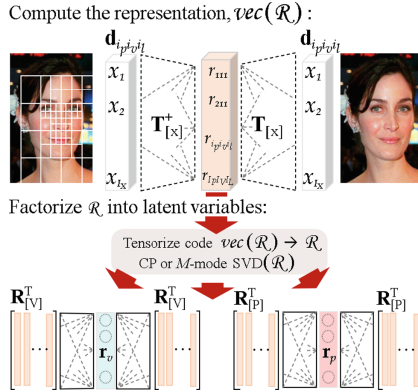 Compute the representation, vec(ℛ) :
d_{i_p i_v i_l} d_{i_p i_v i_l}
x_1 r_{111} x_1
x_2 r_{211} x_2
T^+_{[x]} r_{i_p i_v i_l} T_{[x]}
x_{I_x} r_{I_P I_V I_L} x_{I_x}
Factorize ℛ into latent variables:
Tensorize code vec(ℛ) → ℛ
CP or M-mode SVD(ℛ)
R^T_{[V]} R^T_{[V]} R^T_{[P]} R^T_{[P]}
... r_v ... ... r_p ...